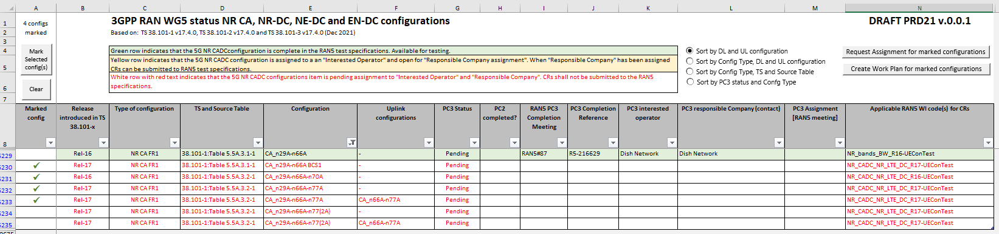 A B C D E F G H I J K L M N
1 4 configs 3GPP RAN WG5 status NR CA, NR-DC, NE-DC and EN-DC configurations DRAFT PRD21 v.0.0.1
2 marked Based on: TS 38.101-1 v17.4.0, TS 38.101-2 v17.4.0 and TS 38.101-3 v17.4.0 (Dec 2021)
3
4 Green row indicates that the 5G NR CADCconfiguration is complete in the RAN5 test specifications. Available for testing.
5 Yellow row indicates that the 5G NR CADC configuration is assigned to a an "Interested Operator" and open for "Responsible Company assignment". When "Responsible Company" has been assigned
CRs can be submitted to RAN5 test specifications.
6 White row with red text indicates that the 5G NR CADC configurations item is pending assignment to "Interested Operator" and "Responsible Company". CRs shall not be submitted to the RAN5
specifications.
7
Mark
Selected
config(s)
Clear
Sort by DL and UL configuration
Sort by Config Type, DL and UL configuration
Sort by Config Type, TS and Source Table
Sort by PC3 status and Confg Type
Request Assignment for marked configurations
Create Work Plan for marked configurations
8
Marked
config
Release
introduced in TS
38.101-x
Type of configuration
TS and Source Table
Configuration
Uplink
configurations
PC3 Status
PC2
completed?
RAN5 PC3
Completion
Meeting
PC3 Completion
Reference
PC3 interested
operator
PC3 responsible Company (contact)
PC3 Assignment
[RAN5 meeting]
Applicable RAN5 WI code(s) for CRs
229 Rel-16 NR CA FR1 38.101-1:Table 5.5A.3.1-1 CA_n29A-n66A - Pending RAN5#87 R5-216629 Dish Network Dish Network NR_bands_BW_R16-UEConTest
230 ✓ Rel-17 NR CA FR1 38.101-1:Table 5.5A.3.1-1 CA_n29A-n66A BCS1 - Pending NR_CADC_NR_LTE_DC_R17-UEConTest
231 ✓ Rel-16 NR CA FR1 38.101-1:Table 5.5A.3.2-1 CA_n29A-n66A-n70A - Pending NR_CADC_NR_LTE_DC_R16-UEConTest
232 ✓ Rel-17 NR CA FR1 38.101-1:Table 5.5A.3.2-1 CA_n29A-n66A-n77A - Pending NR_CADC_NR_LTE_DC_R17-UEConTest
233 ✓ Rel-17 NR CA FR1 38.101-1:Table 5.5A.3.2-1 CA_n29A-n66A-n77A CA_n66A-n77A Pending NR_CADC_NR_LTE_DC_R17-UEConTest
234 Rel-17 NR CA FR1 38.101-1:Table 5.5A.3.2-1 CA_n29A-n66A-n77(2A) - Pending NR_CADC_NR_LTE_DC_R17-UEConTest
235 Rel-17 NR CA FR1 38.101-1:Table 5.5A.3.2-1 CA_n29A-n66A-n77(2A) CA_n66A-n77A Pending NR_CADC_NR_LTE_DC_R17-UEConTest